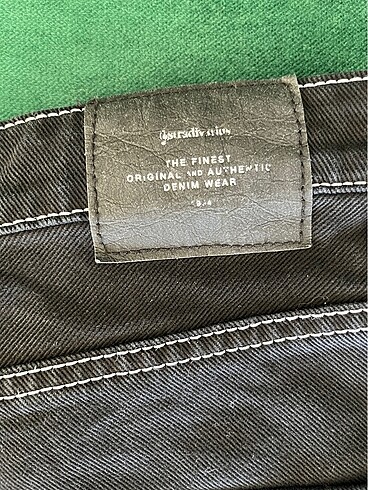 stradivarius
THE FINEST
ORIGINAL AND AUTHENTIC
DENIM WEAR